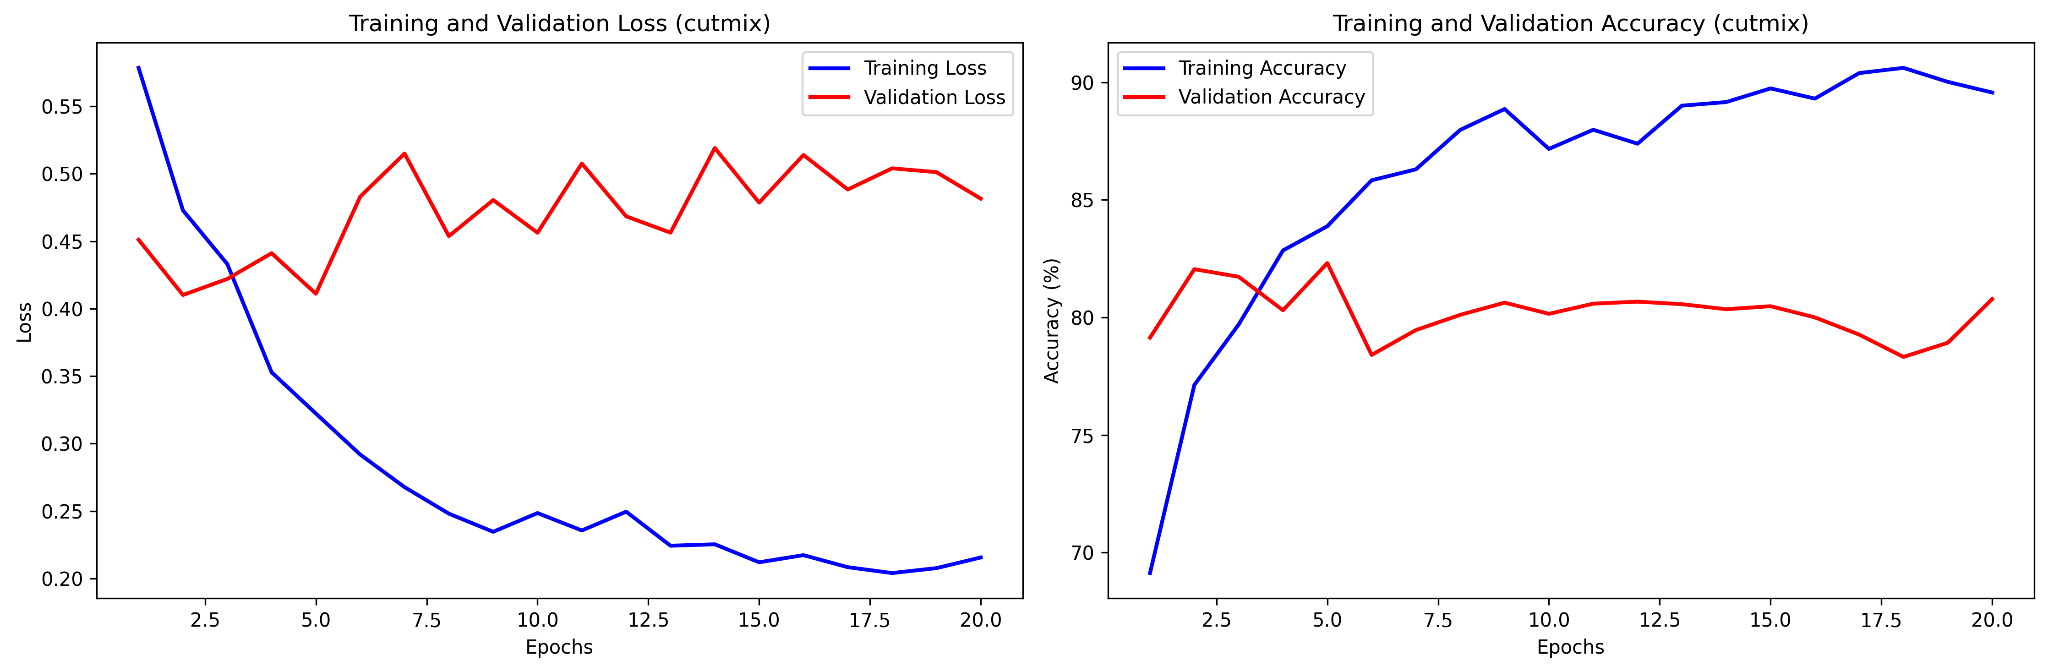 Training and Validation Loss (cutmix)
Training Loss
Validation Loss
Loss
0.55
0.50
0.45
0.40
0.35
0.30
0.25
0.20
2.5 5.0 7.5 10.0 12.5 15.0 17.5 20.0
Epochs
Training and Validation Accuracy (cutmix)
Training Accuracy
Validation Accuracy
Accuracy (%)
90
85
80
75
70
2.5 5.0 7.5 10.0 12.5 15.0 17.5 20.0
Epochs